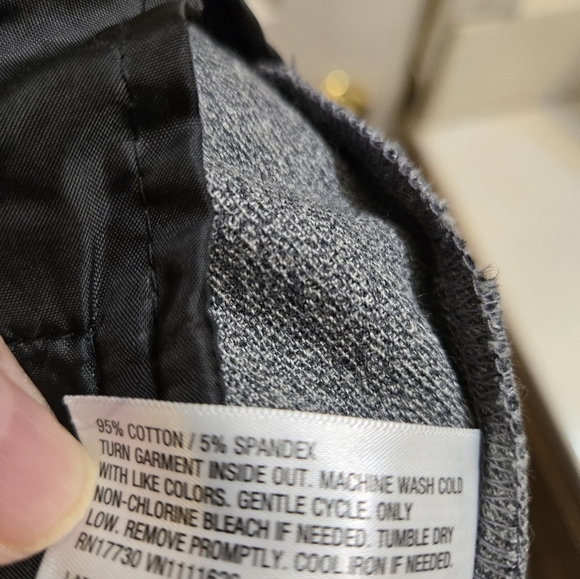 95% COTTON / 5% SPANDEX
TURN GARMENT INSIDE OUT. MACHINE WASH COLD
WITH LIKE COLORS. GENTLE CYCLE. ONLY
NON-CHLORINE BLEACH IF NEEDED. TUMBLE DRY
LOW. REMOVE PROMPTLY. COOL IRON IF NEEDED.
RN17730